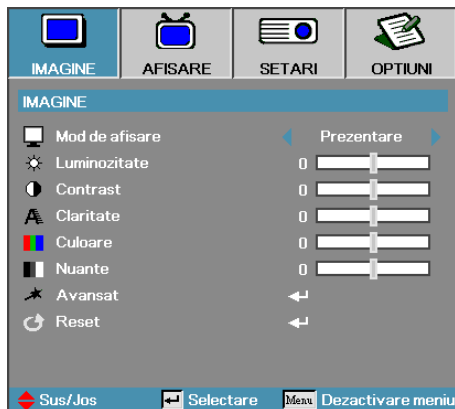 IMAGINE AFISARE SETARI OPTIUNI
IMAGINE
Mod de afisare Prezentare
Luminozitate 0
Contrast 0
Claritate 0
Culoare 0
Nuante 0
Avansat
Reset
Sus/Jos Selectare Menu Dezactivare meniu